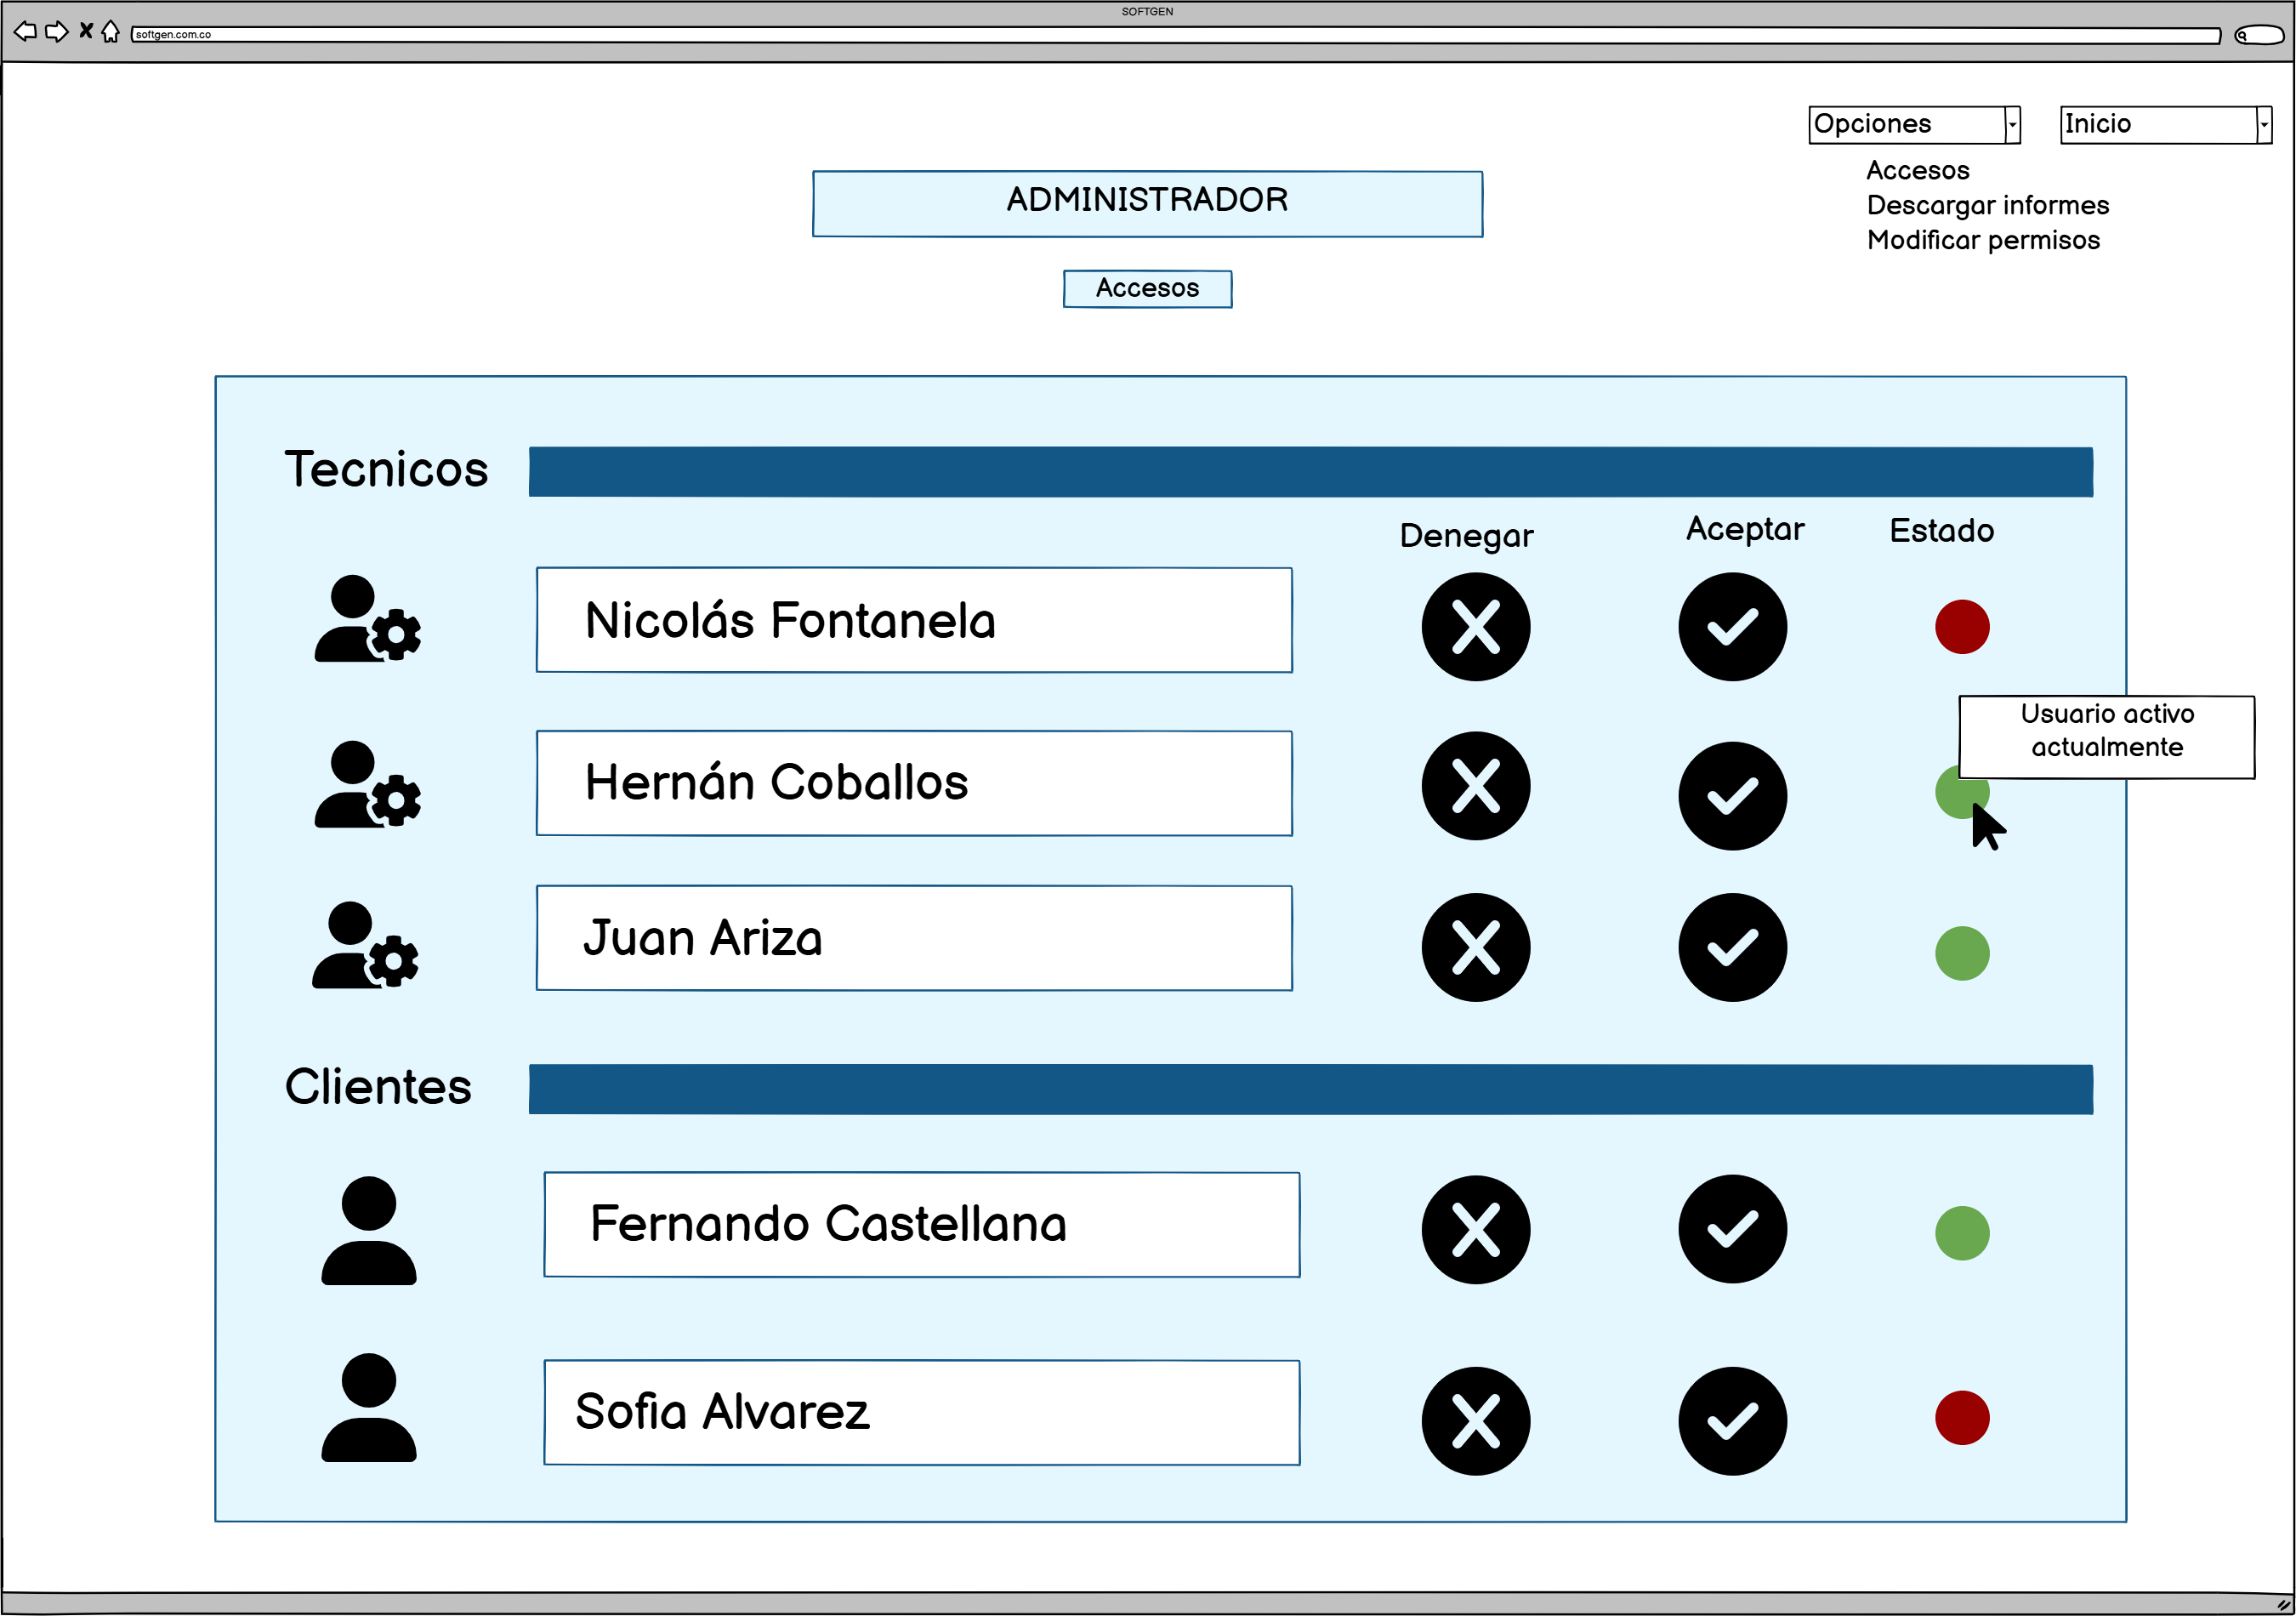 SOFTGEN
softgen.com.co
Opciones
Inicio
Accesos
Descargar informes
Modificar permisos
ADMINISTRADOR
Accesos
Tecnicos
Denegar
Aceptar
Estado
Nicolás Fontanela
Usuario activo
actualmente
Hernán Coballos
Juan Ariza
Clientes
Fernando Castellana
Sofia Alvarez